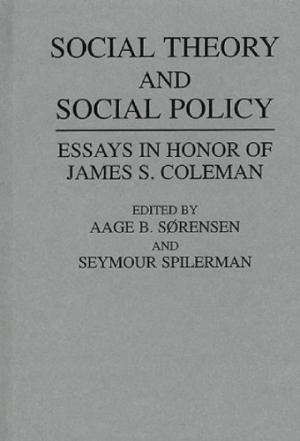 SOCIAL THEORY
AND
SOCIAL POLICY
ESSAYS IN HONOR OF
JAMES S. COLEMAN
EDITED BY
AAGE B. SØRENSEN
AND
SEYMOUR SPILERMAN